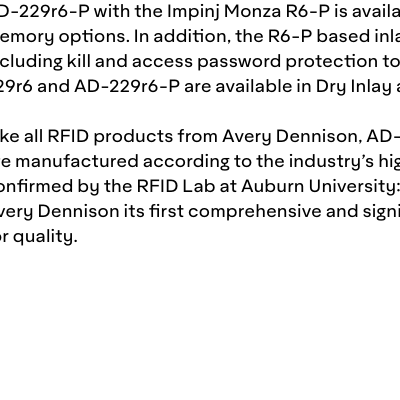 D-229r6-P with the Impinj Monza R6-P is availa
emory options. In addition, the R6-P based inla
cluding kill and access password protection to
29r6 and AD-229r6-P are available in Dry Inlay a
ke all RFID products from Avery Dennison, AD-
e manufactured according to the industry's hig
onfirmed by the RFID Lab at Auburn University:
very Dennison its first comprehensive and signi
or quality.